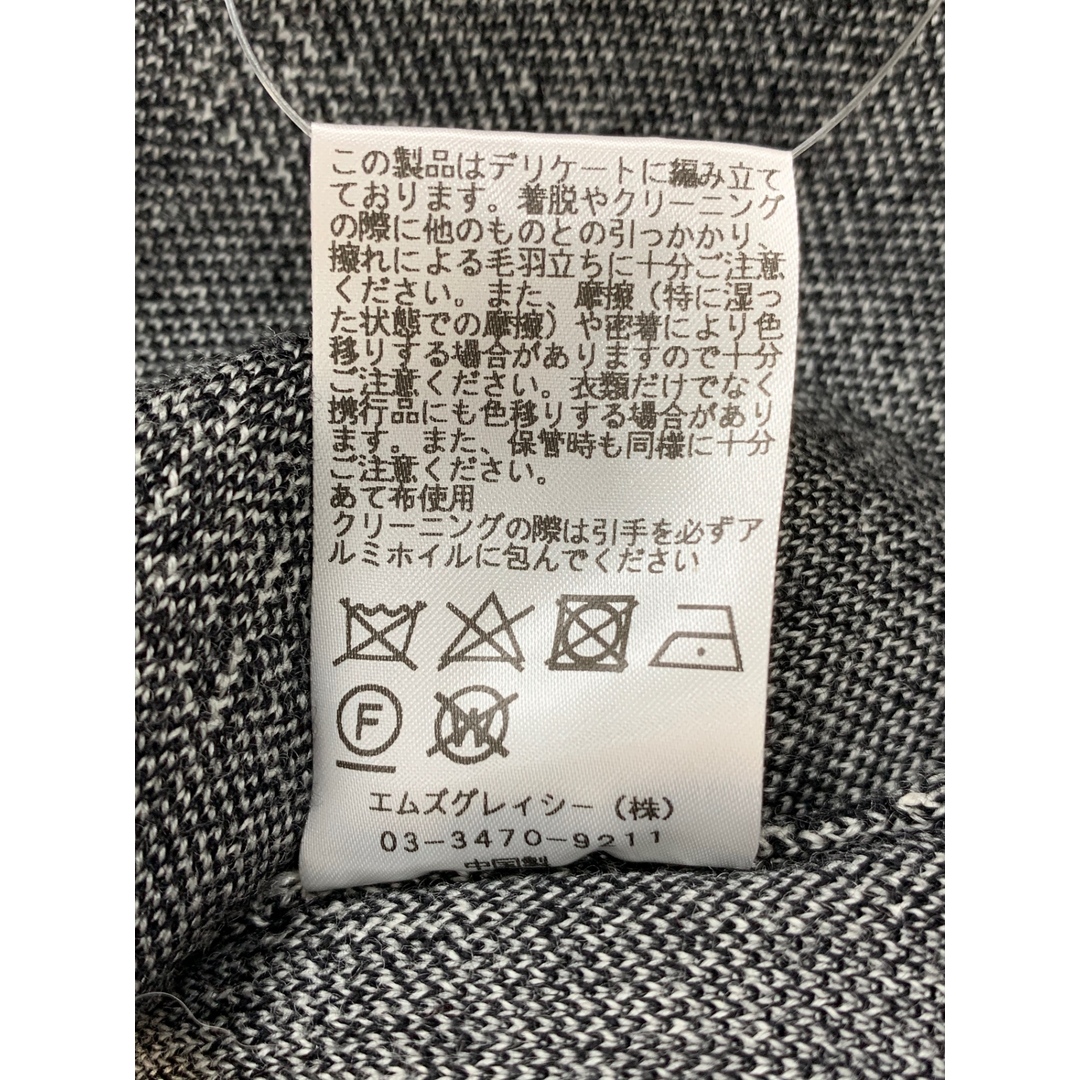 この製品はデリケートに編み立て
ております。着脱やクリーニング
の際に他のものとの引っかかり、
擦れによる毛羽立ちに十分ご注意
ください。また、摩擦（特に湿っ
た状態での摩擦）や密着により色
移りする場合がありますので十分
ご注意ください。衣類だけでなく
携行品にも色移りする場合があり
ます。また、保管時も同様に十分
ご注意ください。
あて布使用
クリーニングの際は引手を必ずア
ルミホイルに包んでください
F
W
エムズグレイシー（株）
03-3470-9211
中国製